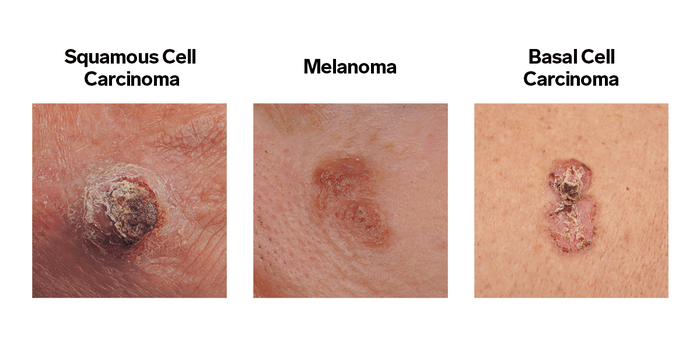 Squamous Cell
Carcinoma
Melanoma
Basal Cell
Carcinoma